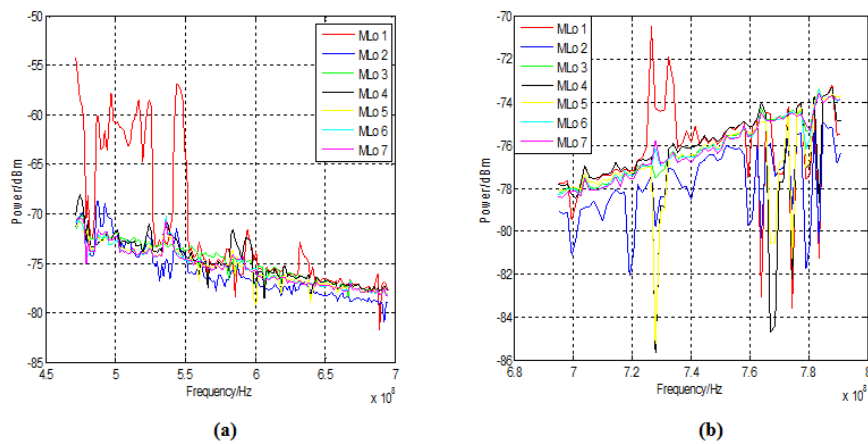 -50
-55
-60
-65
-70
-75
-80
-85
Power/dBm
4.5
5
5.5
6
6.5
7
Frequency/Hz
x 10^8
MLo 1
MLo 2
MLo 3
MLo 4
MLo 5
MLo 6
MLo 7
(a)
-70
-72
-74
-76
-78
-80
-82
-84
-86
Power/dBm
6.8
7
7.2
7.4
7.6
7.8
8
Frequency/Hz
x 10^8
MLo 1
MLo 2
MLo 3
MLo 4
MLo 5
MLo 6
MLo 7
(b)